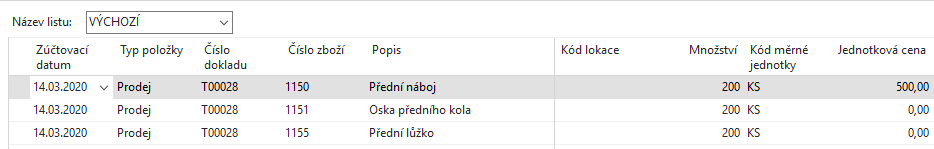 Název listu: VÝCHOZÍ
Zúčtovací datum Typ položky Číslo dokladu Číslo zboží Popis Kód lokace Množství Kód měrné jednotky Jednotková cena
14.03.2020 Prodej T00028 1150 Přední náboj 200 KS 500,00
14.03.2020 Prodej T00028 1151 Oska předního kola 200 KS 0,00
14.03.2020 Prodej T00028 1155 Přední lůžko 200 KS 0,00